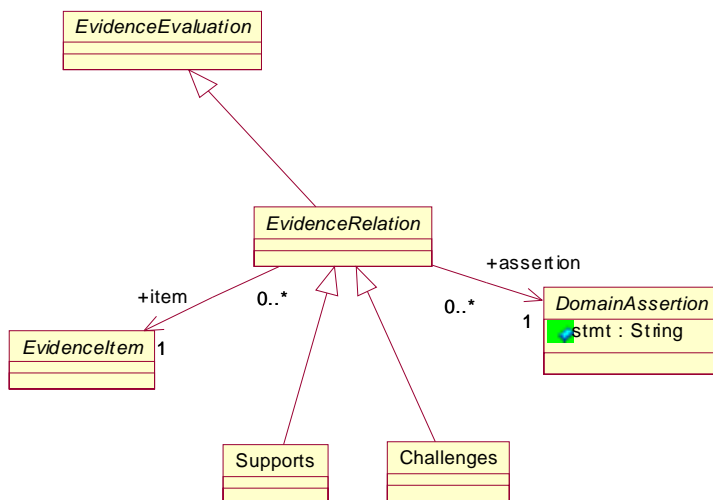 EvidenceEvaluation
EvidenceRelation
+assertion
+item
0..*
0..*
DomainAssertion
1
stmt : String
EvidenceItem
1
Supports
Challenges